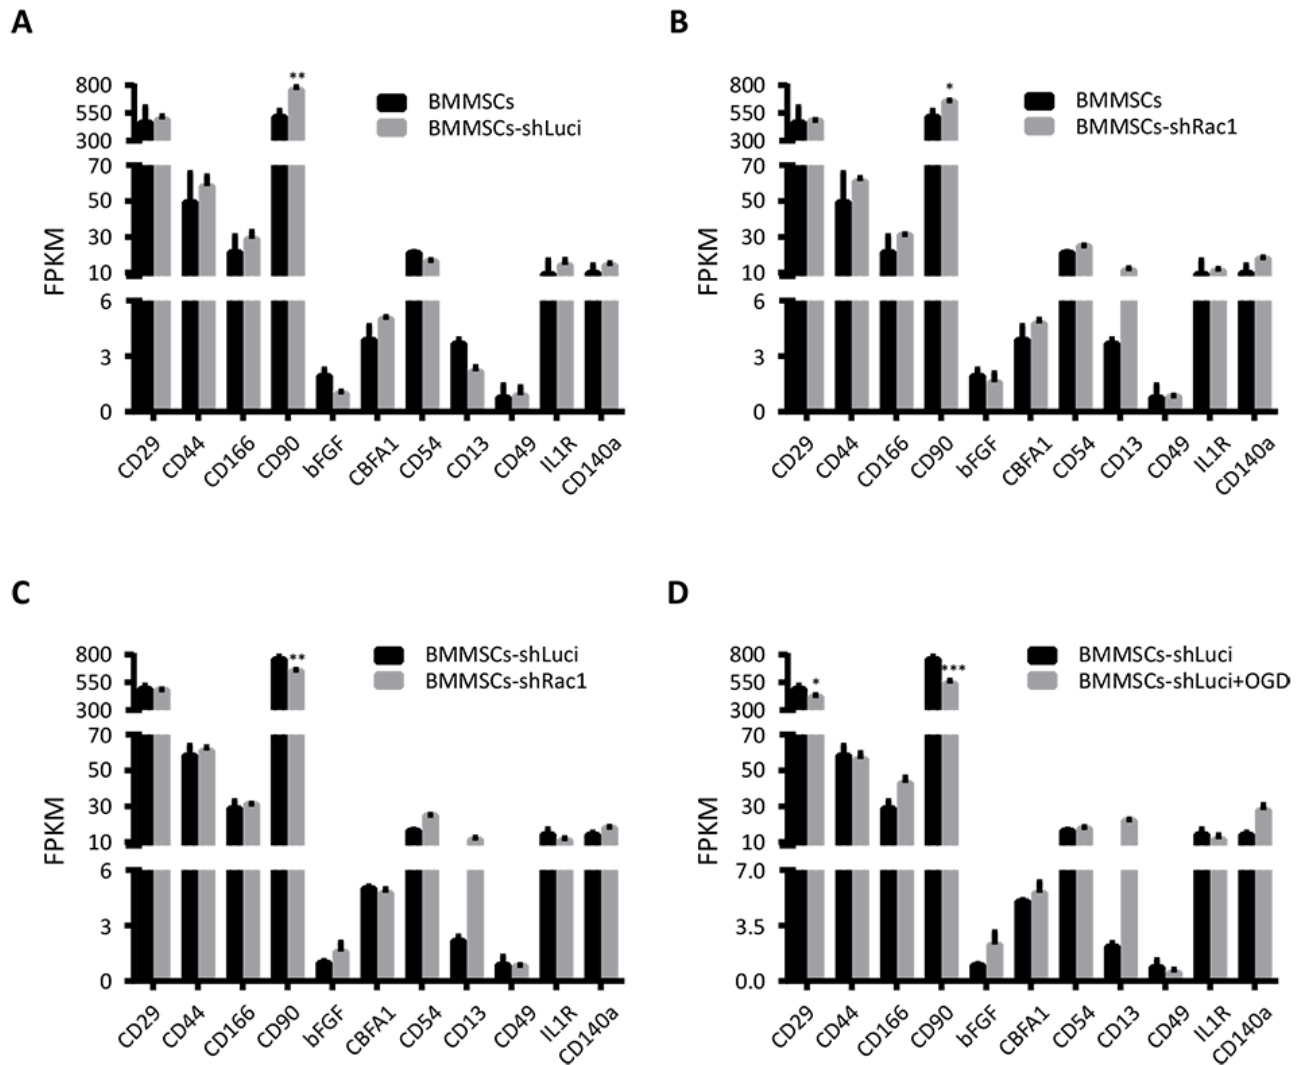 A
**
800
550
300
70
50
30
10
6
3
0
FPKM
BMMSCs
BMMSCs-shLuci
CD29
CD44
CD166
CD90
bFGF
CBFA1
CD54
CD13
CD49
IL1R
CD140a
B
*
800
550
300
70
50
30
10
6
3
0
FPKM
BMMSCs
BMMSCs-shRac1
CD29
CD44
CD166
CD90
bFGF
CBFA1
CD54
CD13
CD49
IL1R
CD140a
C
**
800
550
300
70
50
30
10
6
3
0
FPKM
BMMSCs-shLuci
BMMSCs-shRac1
CD29
CD44
CD166
CD90
bFGF
CBFA1
CD54
CD13
CD49
IL1R
CD140a
D
*
***
800
550
300
70
50
30
10
7.0
3.5
0.0
FPKM
BMMSCs-shLuci
BMMSCs-shLuci+OGD
CD29
CD44
CD166
CD90
bFGF
CBFA1
CD54
CD13
CD49
IL1R
CD140a